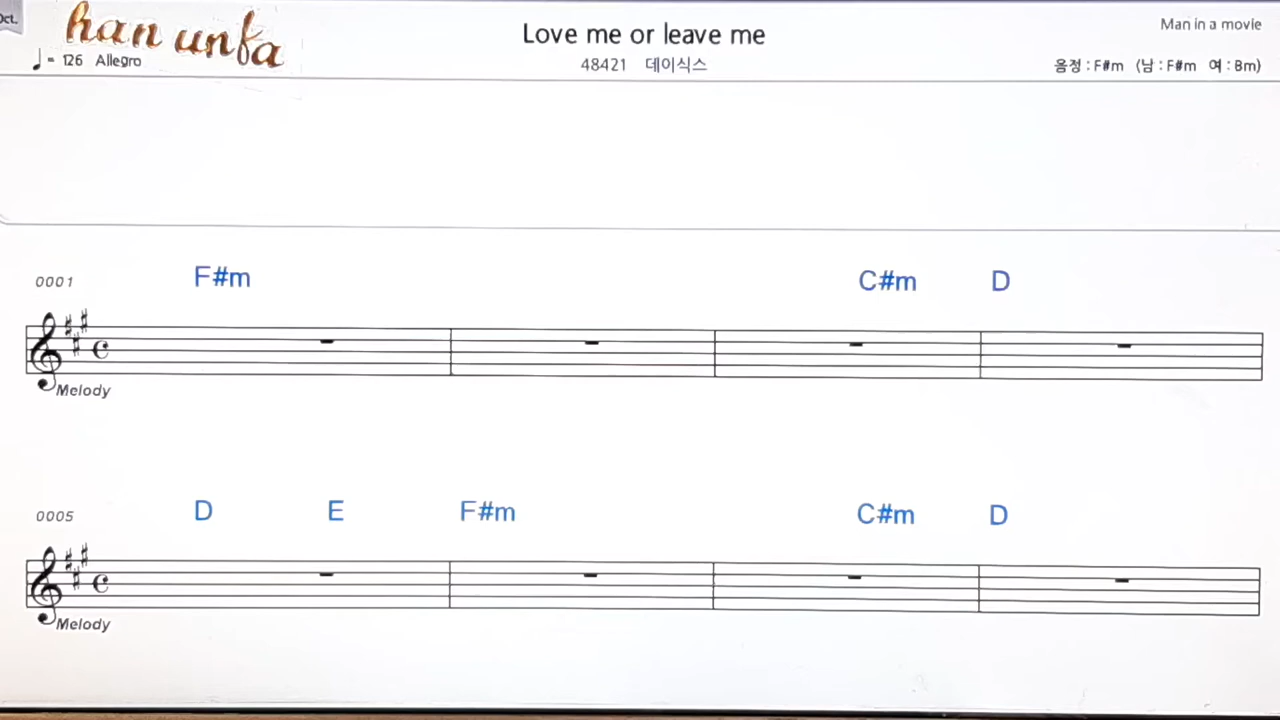 Oct.
han unfa
Love me or leave me
Man in a movie
♩= 126 Allegro
48421 데이식스
음정 : F#m (남 : F#m 여 : Bm)
0001 F#m C#m D
Melody
0005 D E F#m C#m D
Melody